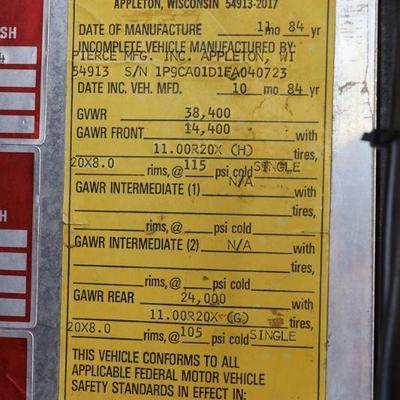 APPLETON, WISCONSIN 54913-2017
DATE OF MANUFACTURE 11 mo 84 yr
INCOMPLETE VEHICLE MANUFACTURED BY:
PIERCE MFG. INC. APPLETON, WI
54913 S/N 1P9CA01D1EA040723
DATE INC. VEH. MFD. 10 mo 84 yr
GVWR 38,400
GAWR FRONT 14,400 with
11.00R20X (H) tires,
20X8.0 rims,@ 115 psi cold SINGLE
GAWR INTERMEDIATE (1) N/A with
tires,
rims,@ psi cold
GAWR INTERMEDIATE (2) N/A with
tires,
rims,@ psi cold
GAWR REAR 24,000 with
11.00R20X (G) tires,
20X8.0 rims,@ 105 psi cold SINGLE
THIS VEHICLE CONFORMS TO ALL
APPLICABLE FEDERAL MOTOR VEHICLE
SAFETY STANDARDS IN EFFECT IN:
SH
4
H